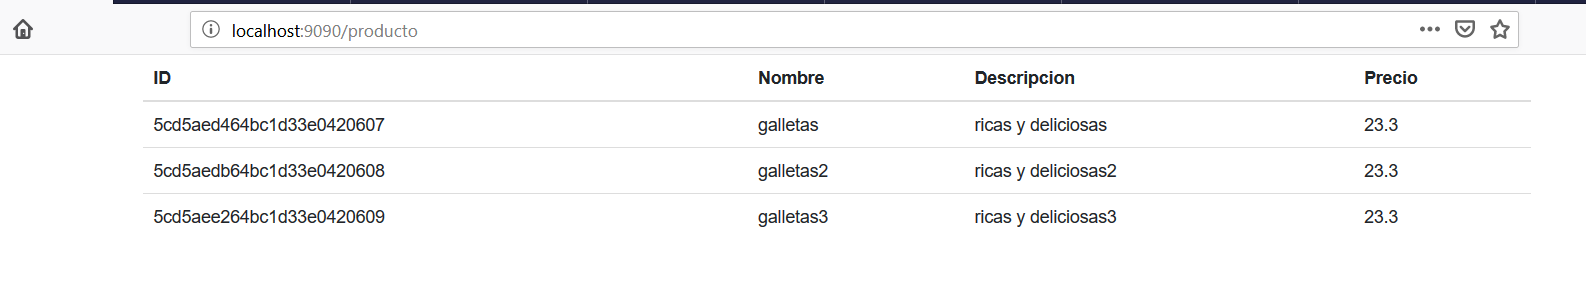 localhost:9090/producto
ID Nombre Descripcion Precio
5cd5aed464bc1d33e0420607 galletas ricas y deliciosas 23.3
5cd5aedb64bc1d33e0420608 galletas2 ricas y deliciosas2 23.3
5cd5aee264bc1d33e0420609 galletas3 ricas y deliciosas3 23.3